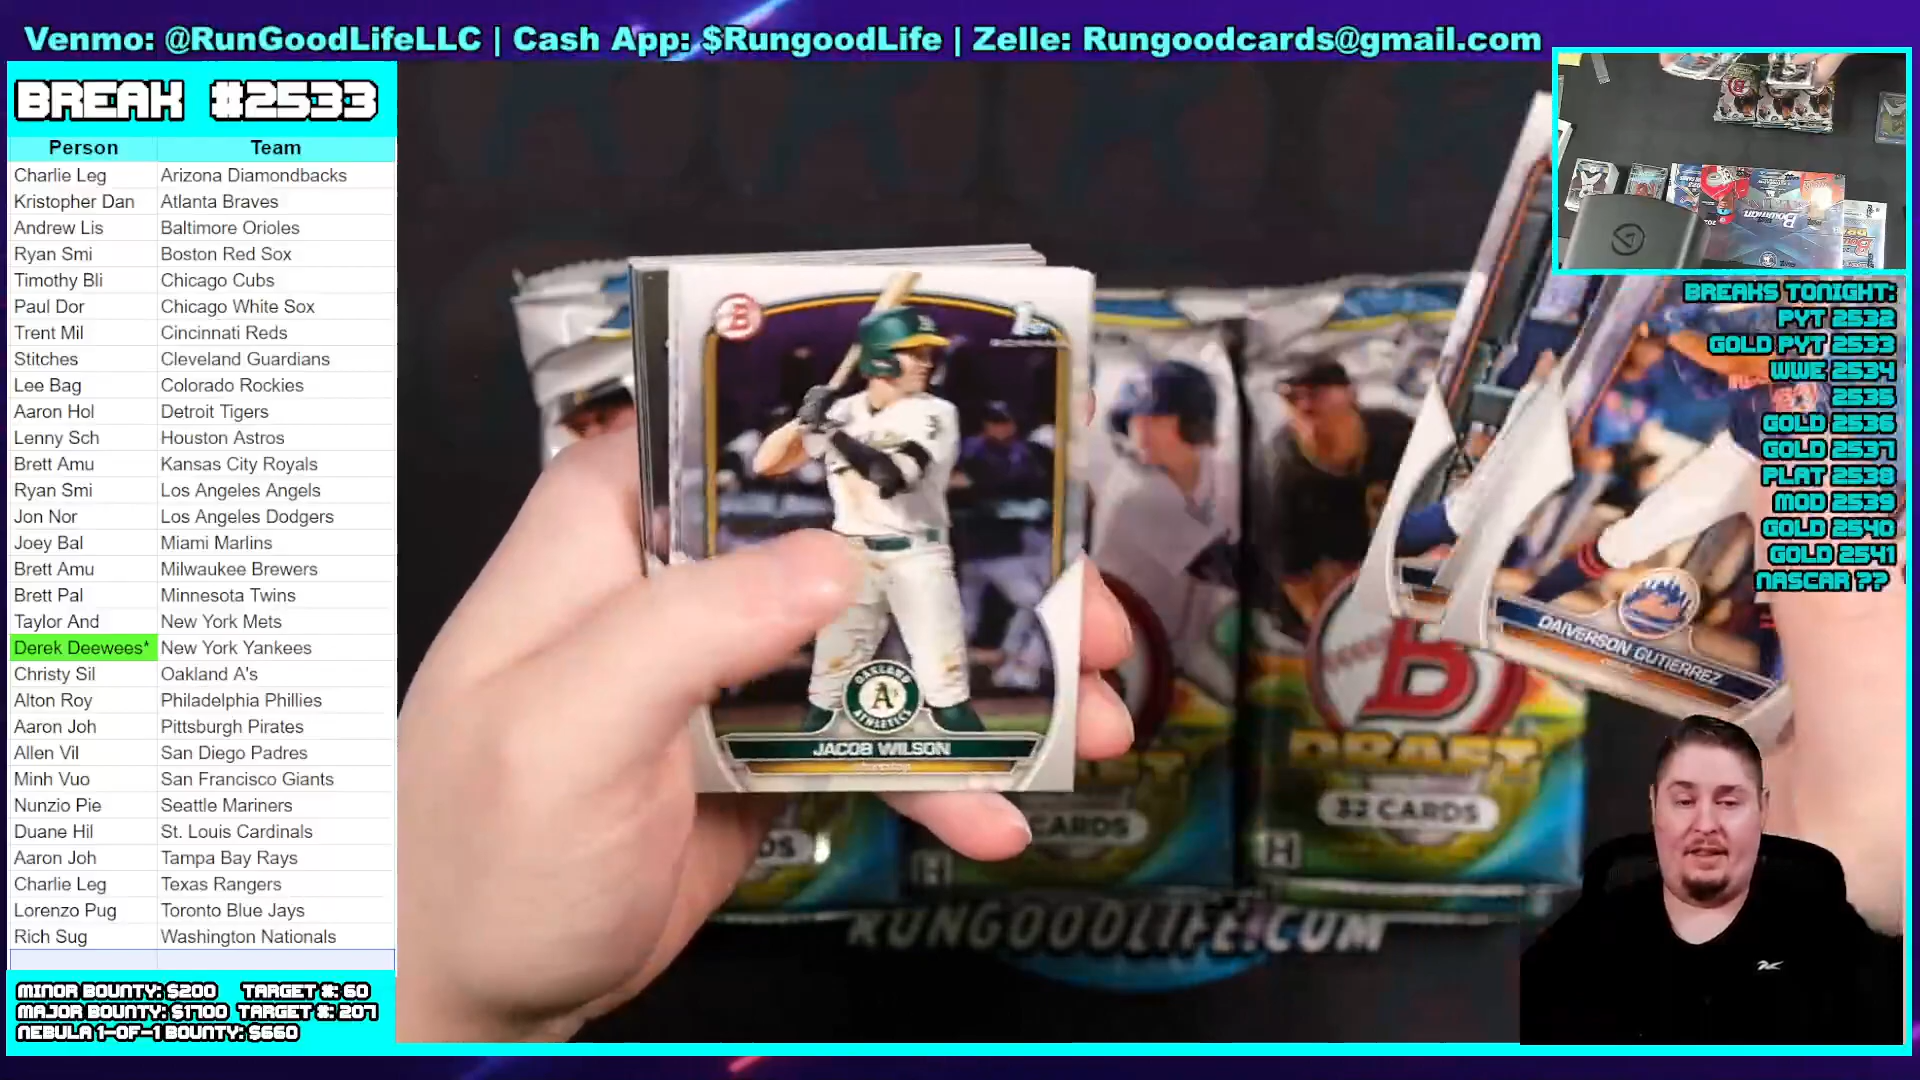 Venmo: @RunGoodLifeLLC | Cash App: $RungoodLife | Zelle: Rungoodcards@gmail.com
BREAK #2533
Person Team
Charlie Leg Arizona Diamondbacks
Kristopher Dan Atlanta Braves
Andrew Lis Baltimore Orioles
Ryan Smi Boston Red Sox
Timothy Bli Chicago Cubs
Paul Dor Chicago White Sox
Trent Mil Cincinnati Reds
Stitches Cleveland Guardians
Lee Bag Colorado Rockies
Aaron Hol Detroit Tigers
Lenny Sch Houston Astros
Brett Amu Kansas City Royals
Ryan Smi Los Angeles Angels
Jon Nor Los Angeles Dodgers
Joey Bal Miami Marlins
Brett Amu Milwaukee Brewers
Brett Pal Minnesota Twins
Taylor And New York Mets
Derek Deewees* New York Yankees
Christy Sil Oakland A's
Alton Roy Philadelphia Phillies
Aaron Joh Pittsburgh Pirates
Allen Vil San Diego Padres
Minh Vuo San Francisco Giants
Nunzio Pie Seattle Mariners
Duane Hil St. Louis Cardinals
Aaron Joh Tampa Bay Rays
Charlie Leg Texas Rangers
Lorenzo Pug Toronto Blue Jays
Rich Sug Washington Nationals
MINOR BOUNTY: $200 TARGET #: 60
MAJOR BOUNTY: $1700 TARGET #: 207
NEBULA 1-OF-1 BOUNTY: $660
B
1st
OAKLAND
A's
ATHLETICS
JACOB WILSON
DAIVERSON GUTIERREZ
B
DRAFT
32 CARDS
H
CARDS
H
DS
RUNGOODLIFE.COM
Bowman
BREAKS TONIGHT:
PYT 2532
GOLD PYT 2533
WWE 2534
2535
GOLD 2536
GOLD 2537
PLAT 2538
MOD 2539
GOLD 2540
GOLD 2541
NASCAR ??